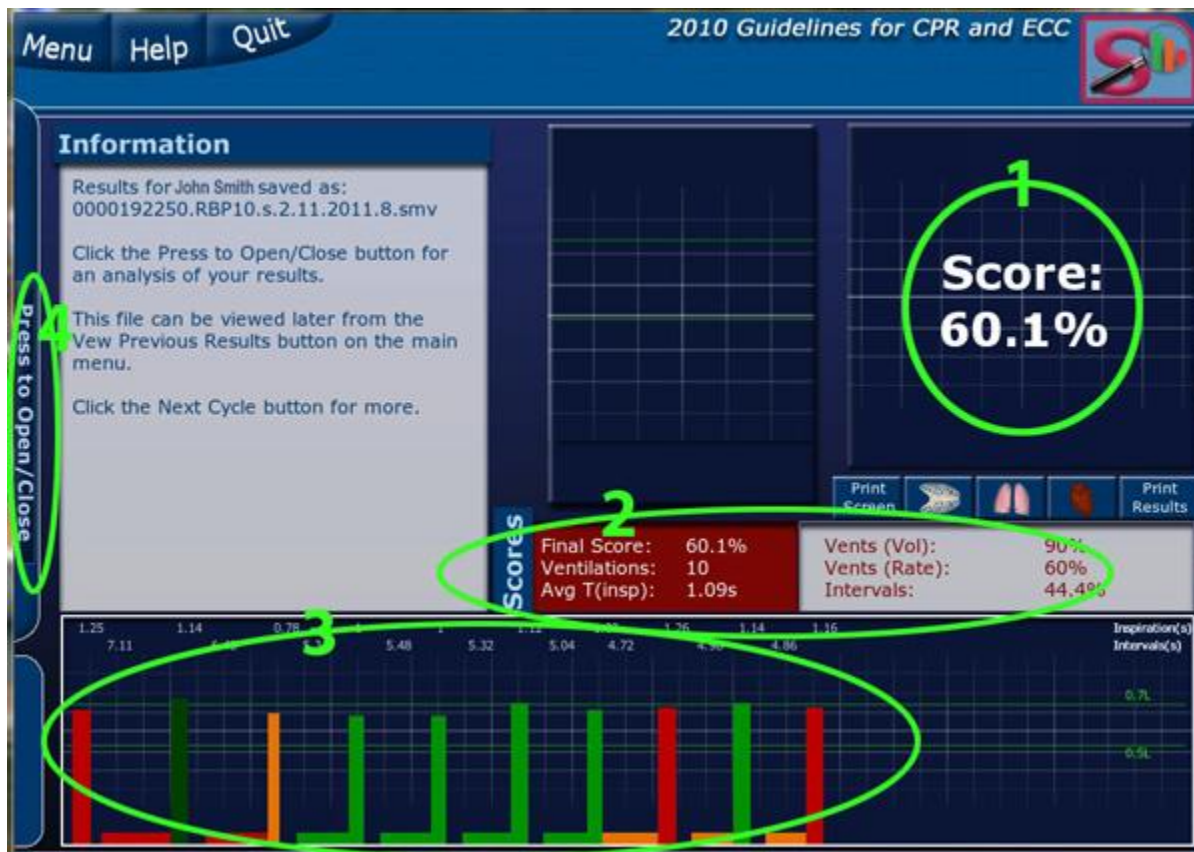 Menu Help Quit
2010 Guidelines for CPR and ECC
S
Information
Results for John Smith saved as:
0000192250.RBP10.s.2.11.2011.8.smv
Click the Press to Open/Close button for
an analysis of your results.
This file can be viewed later from the
Vew Previous Results button on the main
menu.
Click the Next Cycle button for more.
Press to Open/Close
4
1
Score:
60.1%
Print
Screen
Print
Results
2
Scores
Final Score: 60.1%
Ventilations: 10
Avg T(insp): 1.09s
Vents (Vol): 90%
Vents (Rate): 60%
Intervals: 44.4%
3
1.25 1.14 0.78 1 1.12 1.26 1.14 1.16 Inspiration(s)
7.11 5.48 5.32 5.04 4.72 4.86 Intervals(s)
0.7L
0.5L